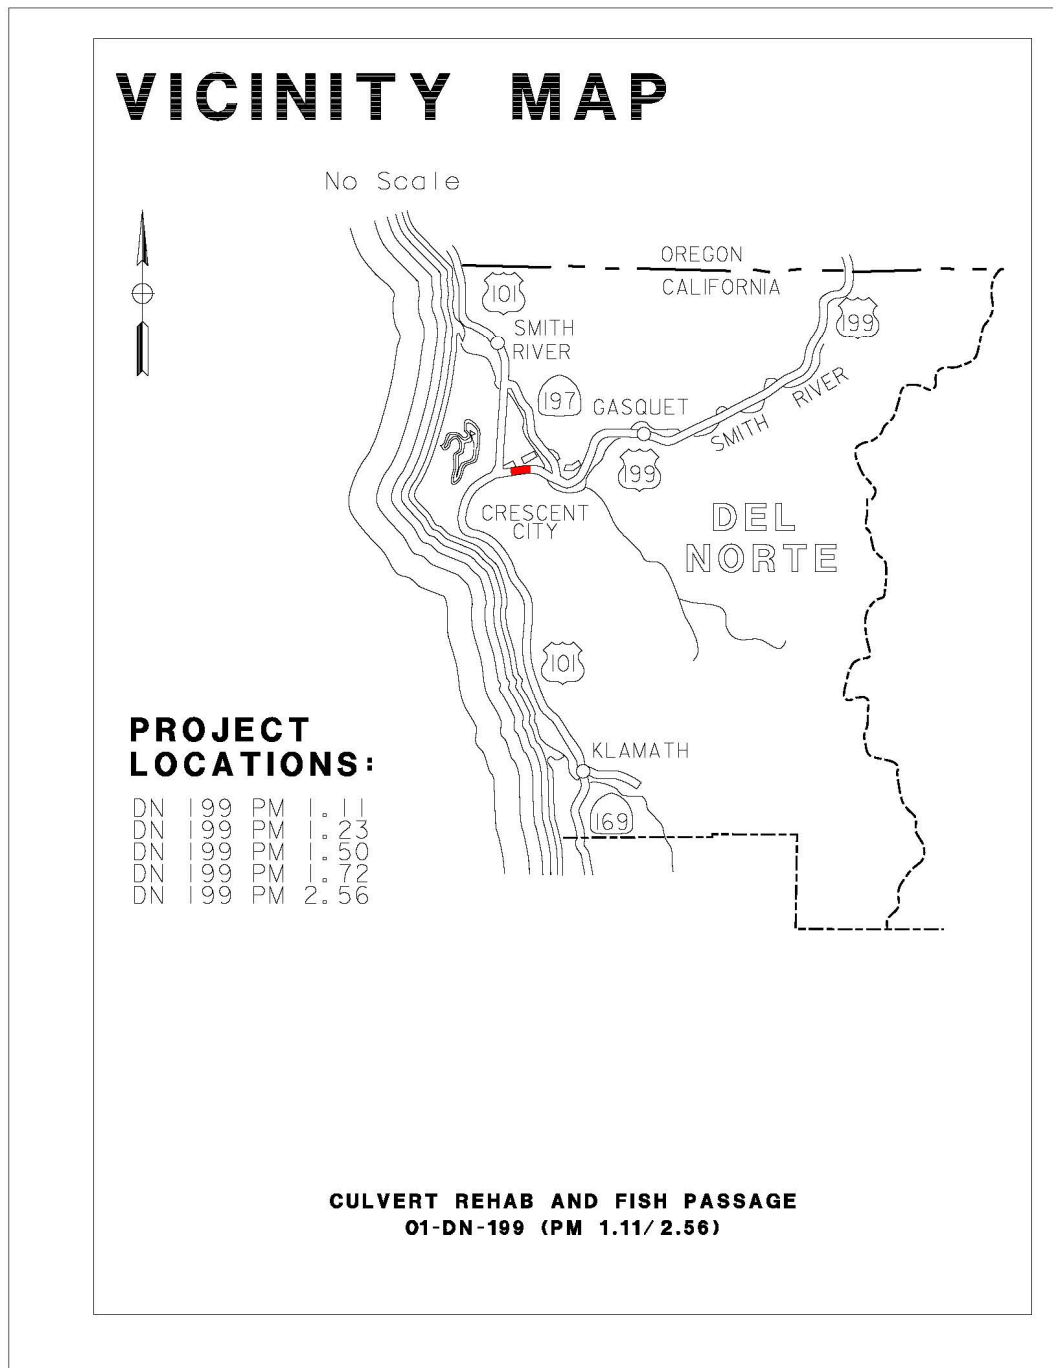 VICINITY MAP
No Scale
OREGON
CALIFORNIA
101
199
SMITH
RIVER
197
GASQUET
SMITH RIVER
199
CRESCENT
CITY
DEL
NORTE
101
PROJECT
LOCATIONS:
KLAMATH
169
DN 199 PM 1.11
DN 199 PM 1.23
DN 199 PM 1.50
DN 199 PM 1.72
DN 199 PM 2.56
CULVERT REHAB AND FISH PASSAGE
01-DN-199 (PM 1.11/2.56)